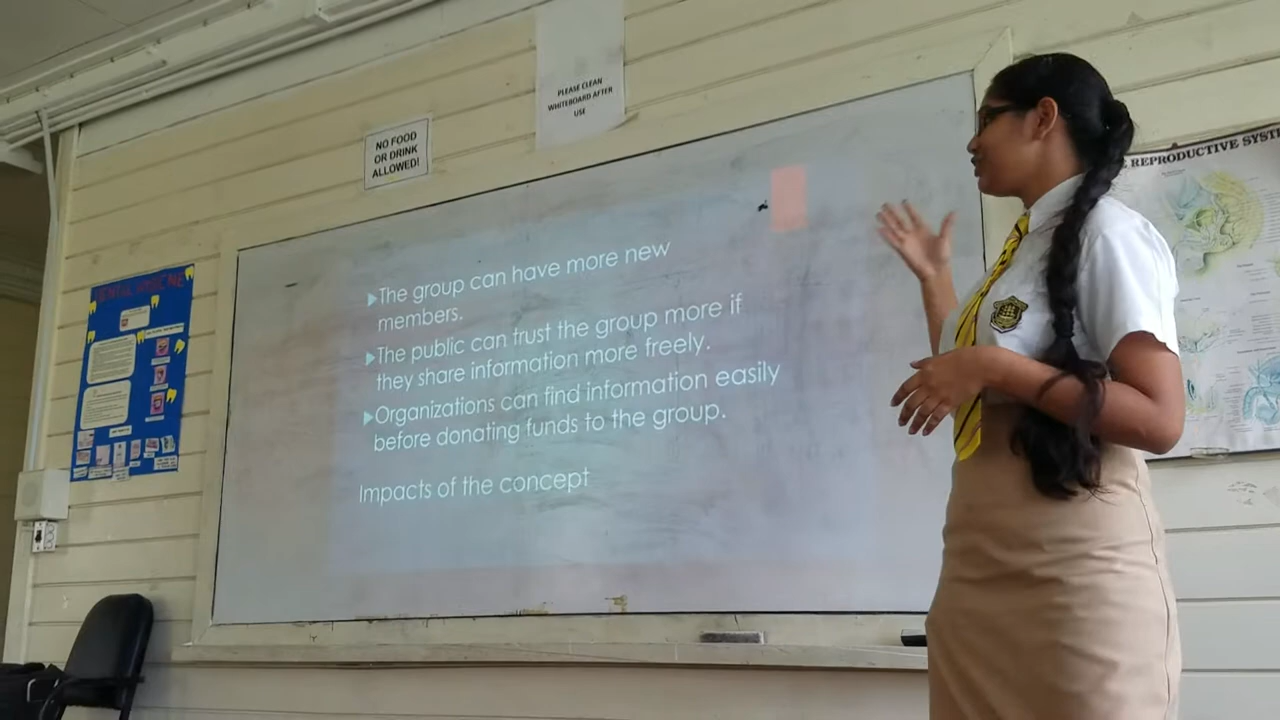 PLEASE CLEAN
WHITEBOARD AFTER
USE
NO FOOD
OR DRINK
ALLOWED!
REPRODUCTIVE
The group can have more new
members.
The public can trust the group more if
they share information more freely.
Organizations can find information easily
before donating funds to the group.
Impacts of the concept